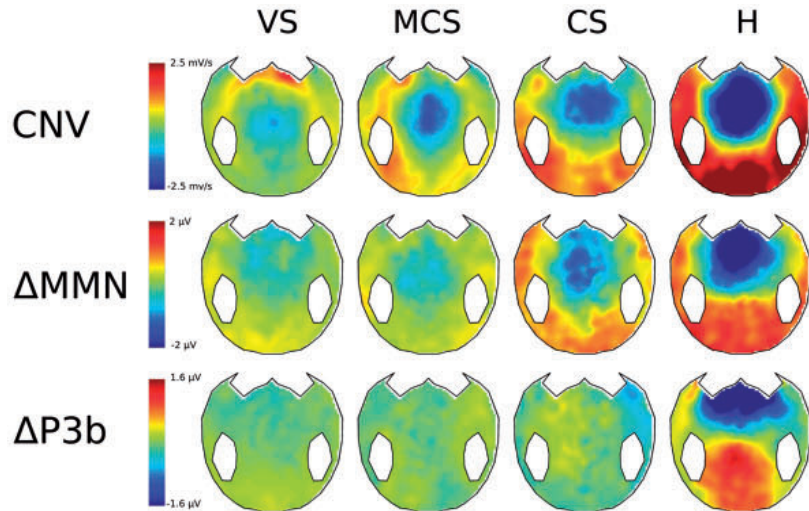 VS MCS CS H
CNV
2.5 mV/s
-2.5 mv/s
ΔMMN
2 μV
-2 μV
ΔP3b
1.6 μV
-1.6 μV